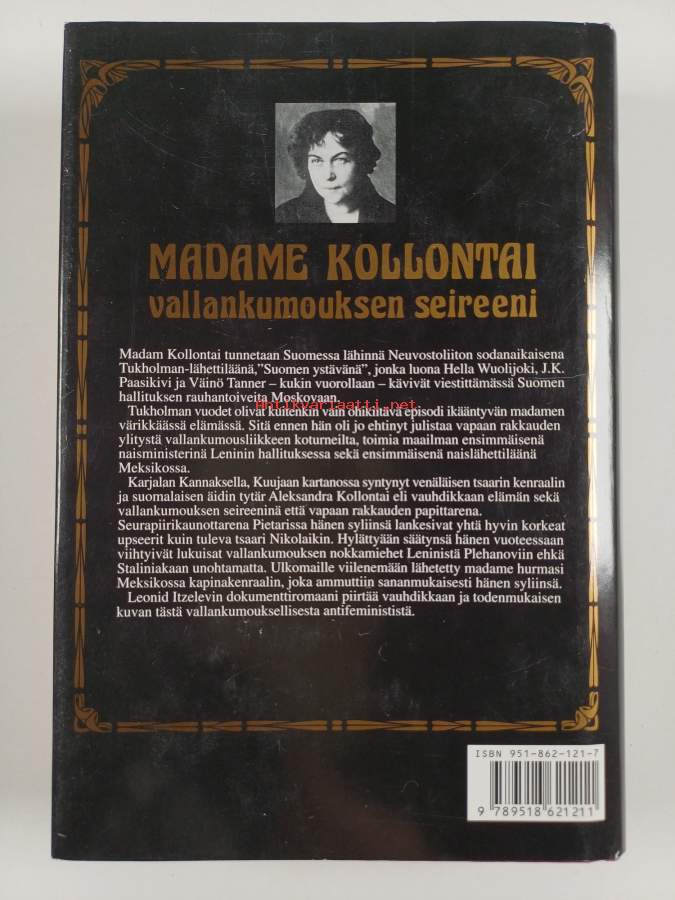 MADAME KOLLONTAI
vallankumouksen seireeni
Madam Kollontai tunnetaan Suomessa lähinnä Neuvostoliiton sodanaikaisena
Tukholman-lähettiläänä,"Suomen ystävänä", jonka luona Hella Wuolijoki, J.K.
Paasikivi ja Väinö Tanner – kukin vuorollaan – kävivät viestittämässä Suomen
hallituksen rauhantoiveita Moskovaan.
Tukholman vuodet olivat kuitenkin vain onkohava episodi ikääntyvän madamen
värikkäässä elämässä. Sitä ennen hän oli jo ehtinyt julistaa vapaan rakkauden
ylitystä vallankumousliikkeen koturneilta, toimia maailman ensimmäisenä
naisministerinä Leninin hallituksessa sekä ensimmäisenä naislähettiläänä
Meksikossa.
Karjalan Kannaksella, Kuujaan kartanossa syntynyt venäläisen tsaarin kenraalin
ja suomalaisen äidin tytär Aleksandra Kollontai eli vauhdikkaan elämän sekä
vallankumouksen seireeninä että vapaan rakkauden papittarena.
Seurapiirikaunottarena Pietarissa hänen syliinsä lankesivat yhtä hyvin korkeat
upseerit kuin tuleva tsaari Nikolaikin. Hylättyään säätynsä hänen vuoteessaan
viihtyivät lukuisat vallankumouksen nokkamiehet Leninistä Plehanoviin ehkä
Staliniakaan unohtamatta. Ulkomaille viilenemään lähetetty madame hurmasi
Meksikossa kapinakenraalin, joka ammuttiin sananmukaisesti hänen syliinsä.
Leonid Itzelevin dokumenttiromaani piirtää vauhdikkaan ja todenmukaisen
kuvan tästä vallankumouksellisesta antifeminististä.
antikvariaatti.net
ISBN 951-862-121-7
9 789518 621211